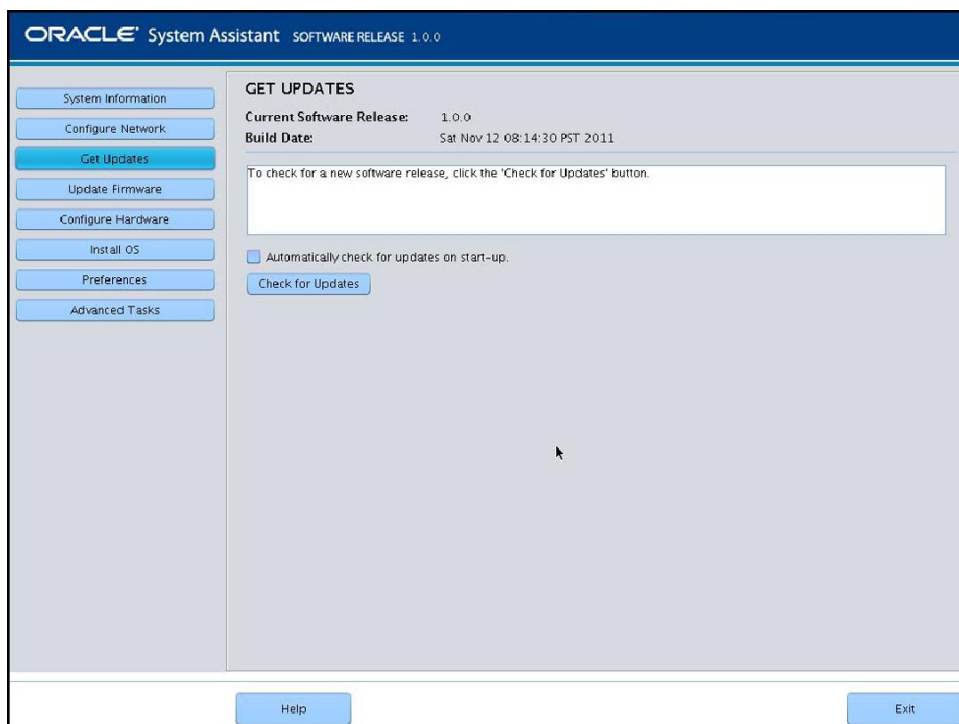 ORACLE System Assistant SOFTWARE RELEASE 1.0.0
System Information
Configure Network
Get Updates
Update Firmware
Configure Hardware
Install OS
Preferences
Advanced Tasks
GET UPDATES
Current Software Release: 1.0.0
Build Date: Sat Nov 12 08:14:30 PST 2011
To check for a new software release, click the 'Check for Updates' button.
Automatically check for updates on start-up.
Check for Updates
Help
Exit